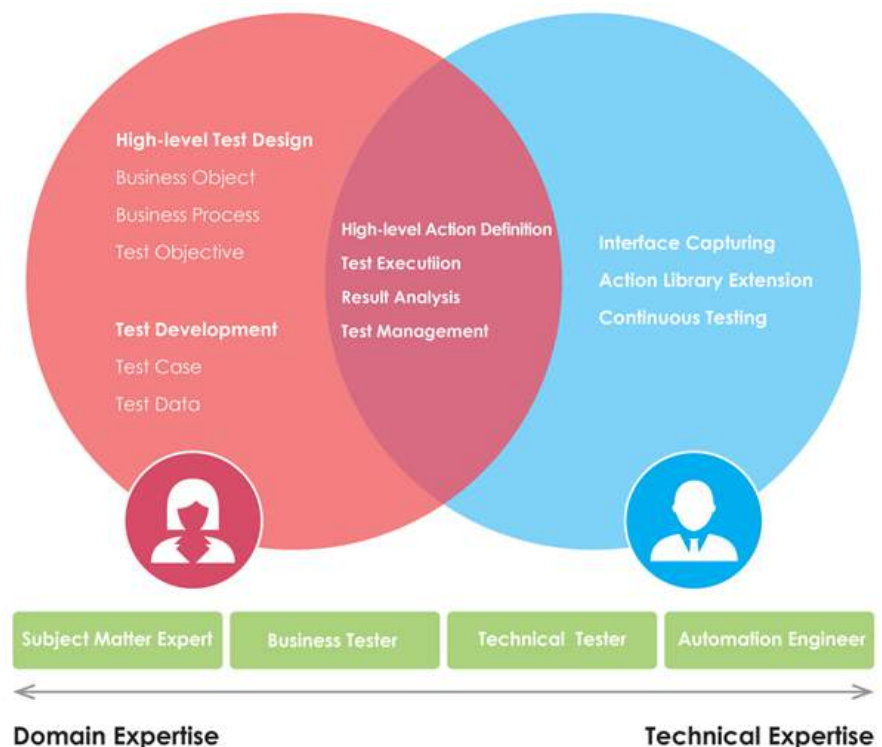 High-level Test Design
Business Object
Business Process
Test Objective
Test Development
Test Case
Test Data
High-level Action Definition
Test Executiion
Result Analysis
Test Management
Interface Capturing
Action Library Extension
Continuous Testing
Subject Matter Expert
Business Tester
Technical Tester
Automation Engineer
Domain Expertise
Technical Expertise